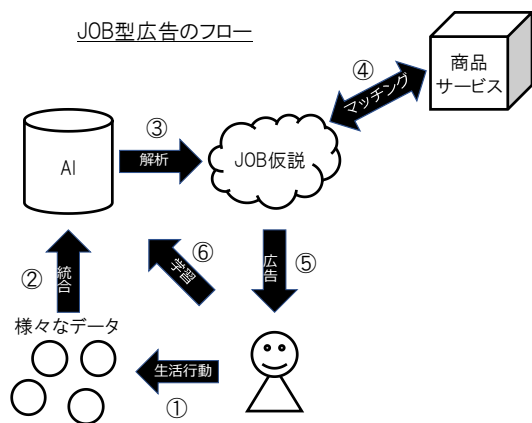 JOB型広告のフロー
④
商品
サービス
マッチング
③
AI
解析
JOB仮説
②
統合
⑥
学習
広告
⑤
様々なデータ
生活行動
①